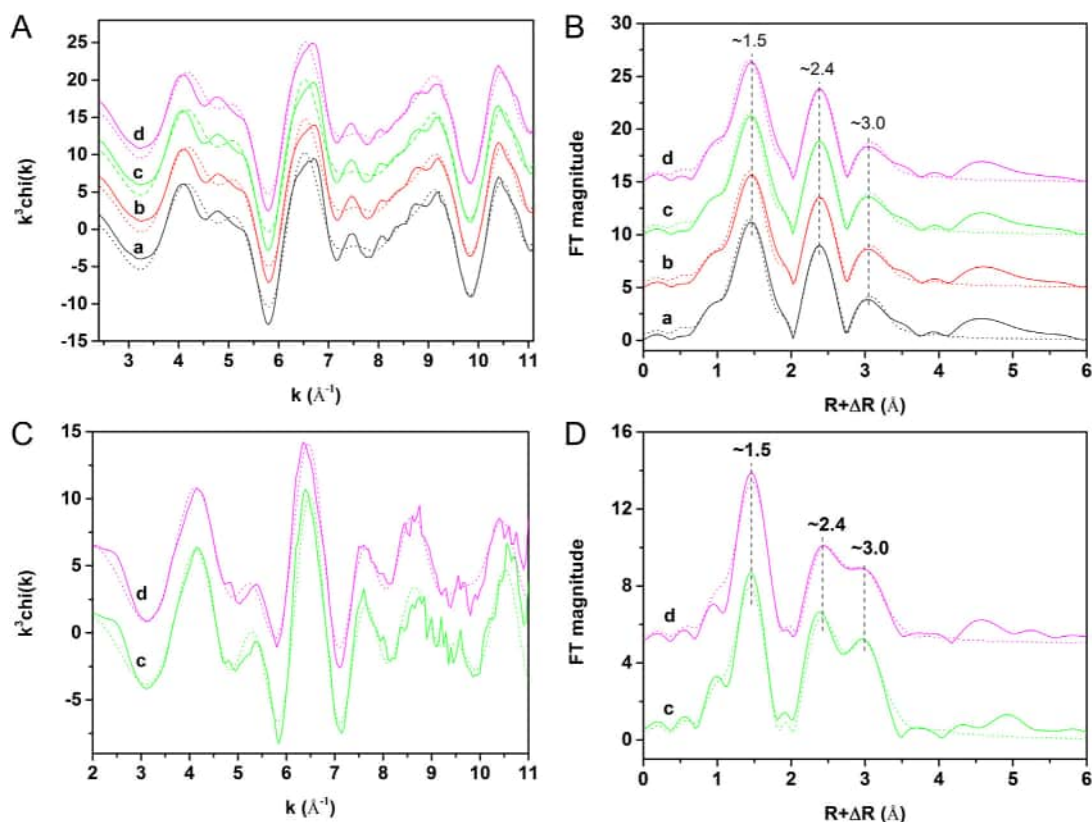 A
25
20
15
10
5
0
-5
-10
-15
k³chi(k)
d
c
b
a
3 4 5 6 7 8 9 10 11
k (Å⁻¹)
B
30
25
20
15
10
5
0
FT magnitude
~1.5
~2.4
~3.0
d
c
b
a
0 1 2 3 4 5 6
R+ΔR (Å)
C
15
10
5
0
-5
k³chi(k)
d
c
2 3 4 5 6 7 8 9 10 11
k (Å⁻¹)
D
16
12
8
4
0
FT magnitude
~1.5
~2.4
~3.0
d
c
0 1 2 3 4 5 6
R+ΔR (Å)